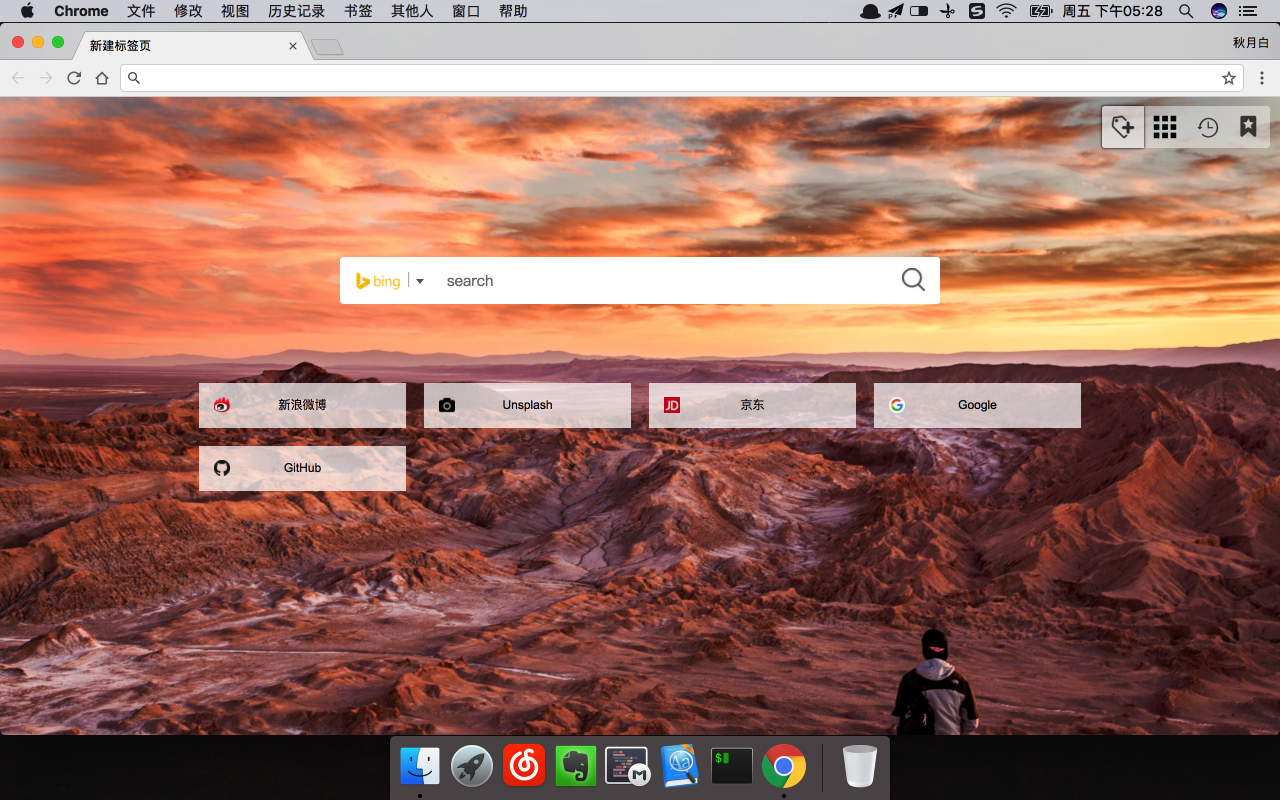 Chrome 文件 修改 视图 历史记录 书签 其他人 窗口 帮助 周五 下午05:28
新建标签页 秋月白
bing search
新浪微博 Unsplash JD 京东 Google
GitHub